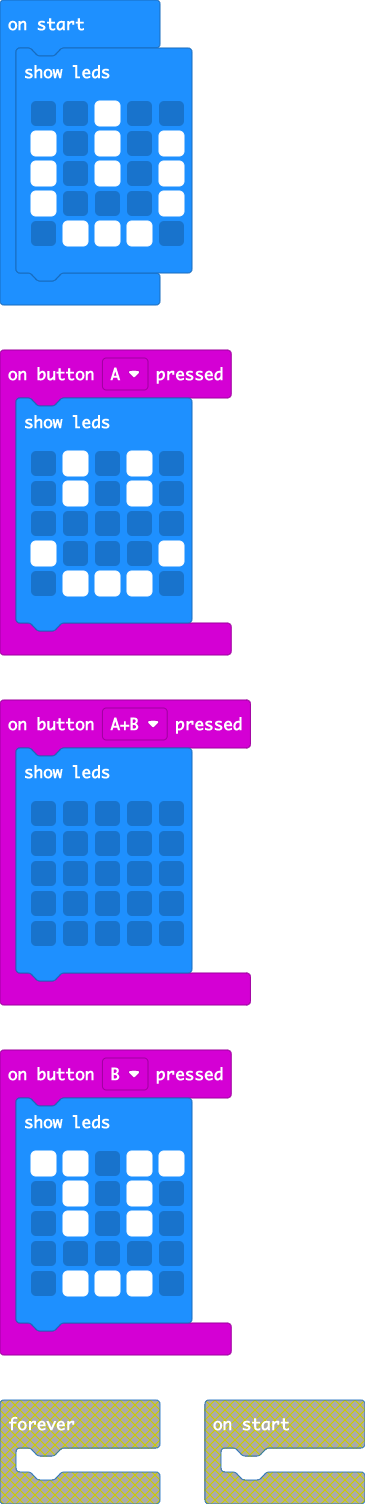 on start
show leds
on button A pressed
show leds
on button A+B pressed
show leds
on button B pressed
show leds
forever
on start